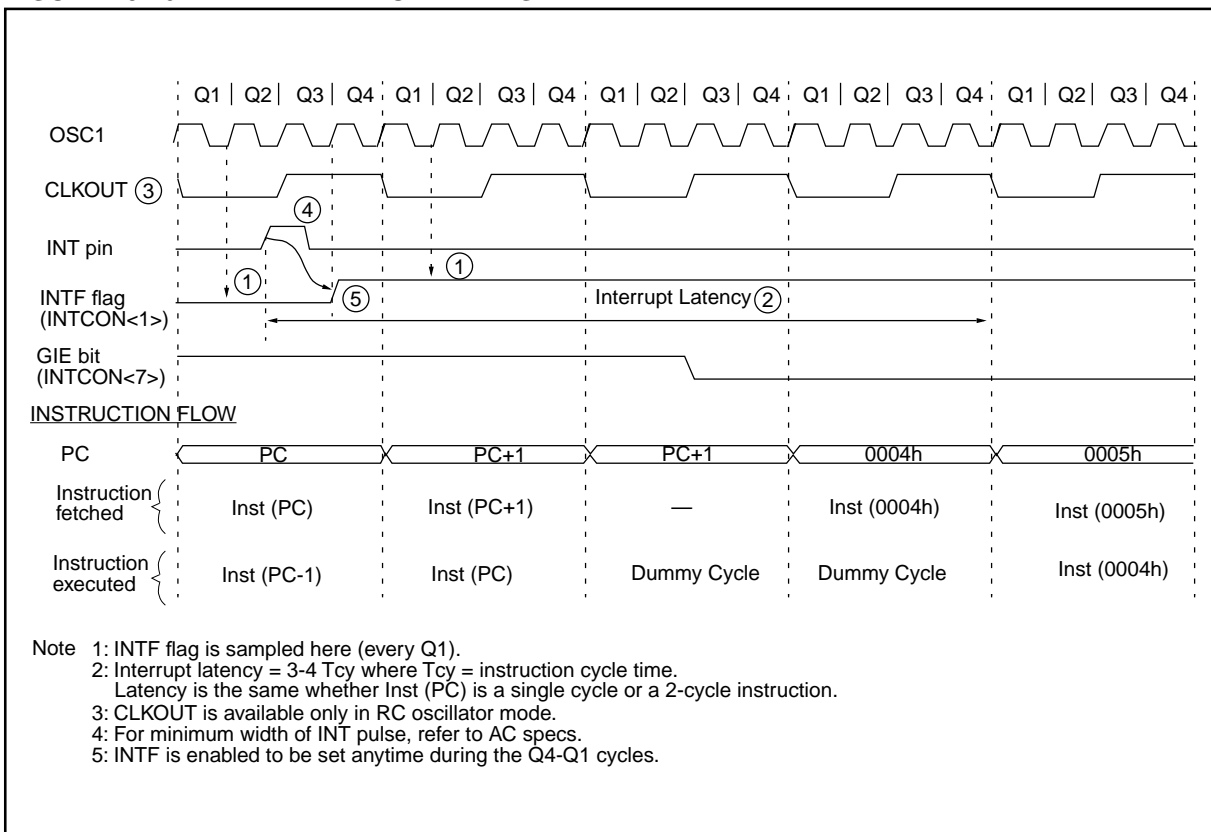 Q1 | Q2 | Q3 | Q4 Q1 | Q2 | Q3 | Q4 Q1 | Q2 | Q3 | Q4 Q1 | Q2 | Q3 | Q4 Q1 | Q2 | Q3 | Q4
OSC1
CLKOUT ③
④
INT pin
① ①
INTF flag
(INTCON<1>)
⑤ Interrupt Latency ②
GIE bit
(INTCON<7>)
INSTRUCTION FLOW
PC PC PC+1 PC+1 0004h 0005h
Instruction
fetched
Inst (PC) Inst (PC+1) — Inst (0004h) Inst (0005h)
Instruction
executed
Inst (PC-1) Inst (PC) Dummy Cycle Dummy Cycle Inst (0004h)
Note 1: INTF flag is sampled here (every Q1).
2: Interrupt latency = 3-4 Tcy where Tcy = instruction cycle time.
Latency is the same whether Inst (PC) is a single cycle or a 2-cycle instruction.
3: CLKOUT is available only in RC oscillator mode.
4: For minimum width of INT pulse, refer to AC specs.
5: INTF is enabled to be set anytime during the Q4-Q1 cycles.